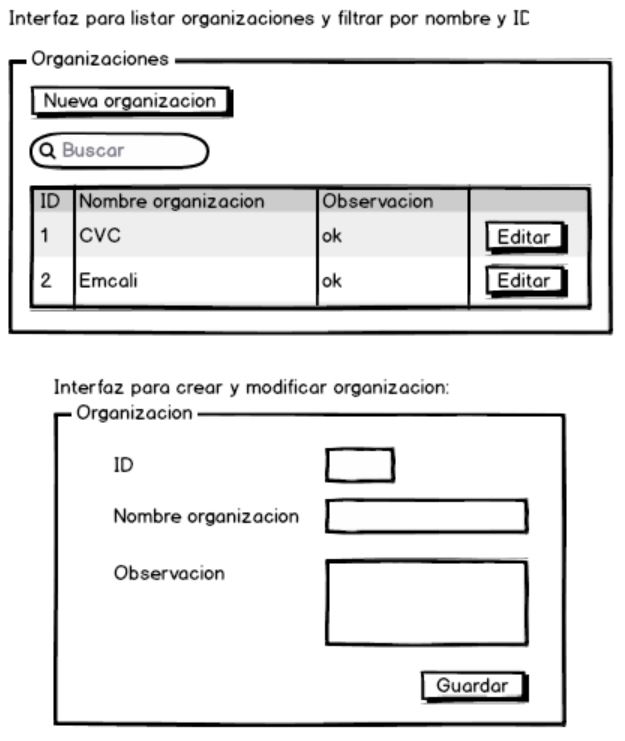 Interfaz para listar organizaciones y filtrar por nombre y ID
Organizaciones
Nueva organizacion
Buscar
ID Nombre organizacion Observacion
1 CVC ok Editar
2 Emcali ok Editar
Interfaz para crear y modificar organizacion:
Organizacion
ID
Nombre organizacion
Observacion
Guardar